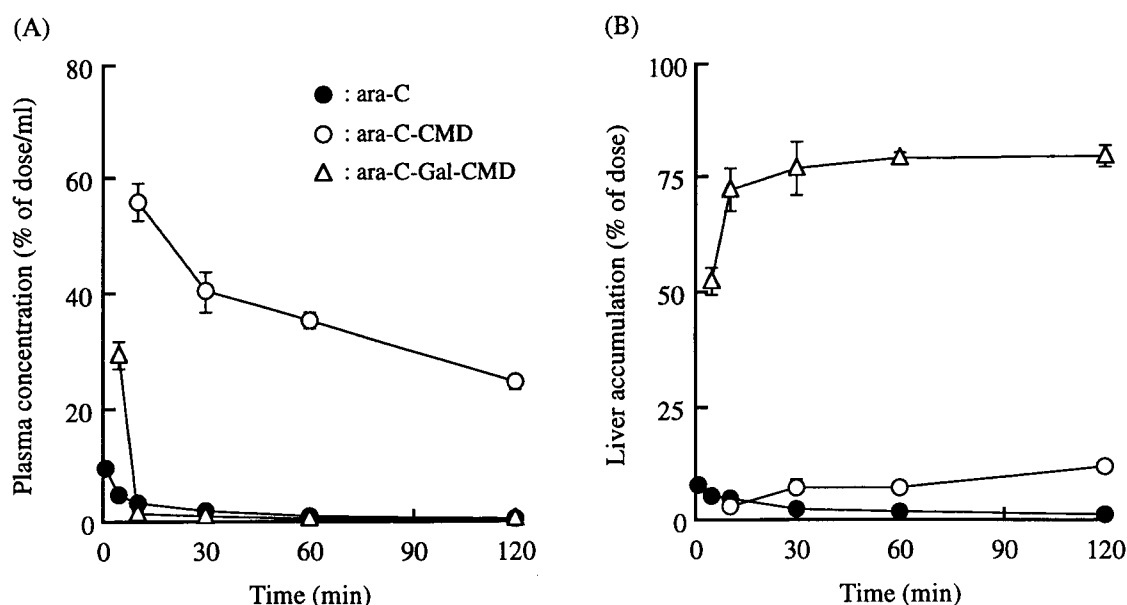 (A)
Plasma concentration (% of dose/ml)
80
60
40
20
0
● : ara-C
○ : ara-C-CMD
△ : ara-C-Gal-CMD
0 30 60 90 120
Time (min)
(B)
Liver accumulation (% of dose)
100
75
50
25
0
0 30 60 90 120
Time (min)